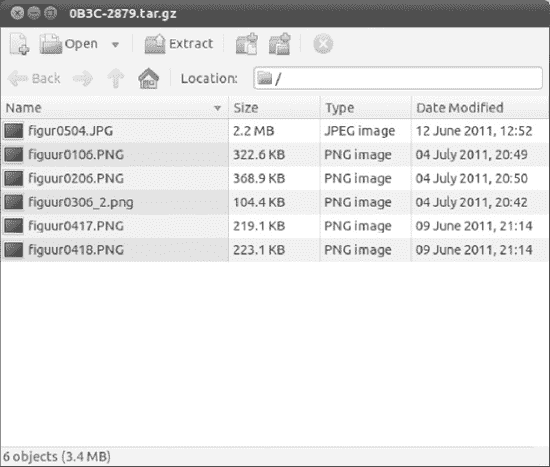 0B3C-2879.tar.gz
Open Extract
Back Location: /
Name Size Type Date Modified
figur0504.JPG 2.2 MB JPEG image 12 June 2011, 12:52
figuur0106.PNG 322.6 KB PNG image 04 July 2011, 20:49
figuur0206.PNG 368.9 KB PNG image 04 July 2011, 20:50
figuur0306_2.png 104.4 KB PNG image 04 July 2011, 20:42
figuur0417.PNG 219.1 KB PNG image 09 June 2011, 21:14
figuur0418.PNG 223.1 KB PNG image 09 June 2011, 21:14
6 objects (3.4 MB)